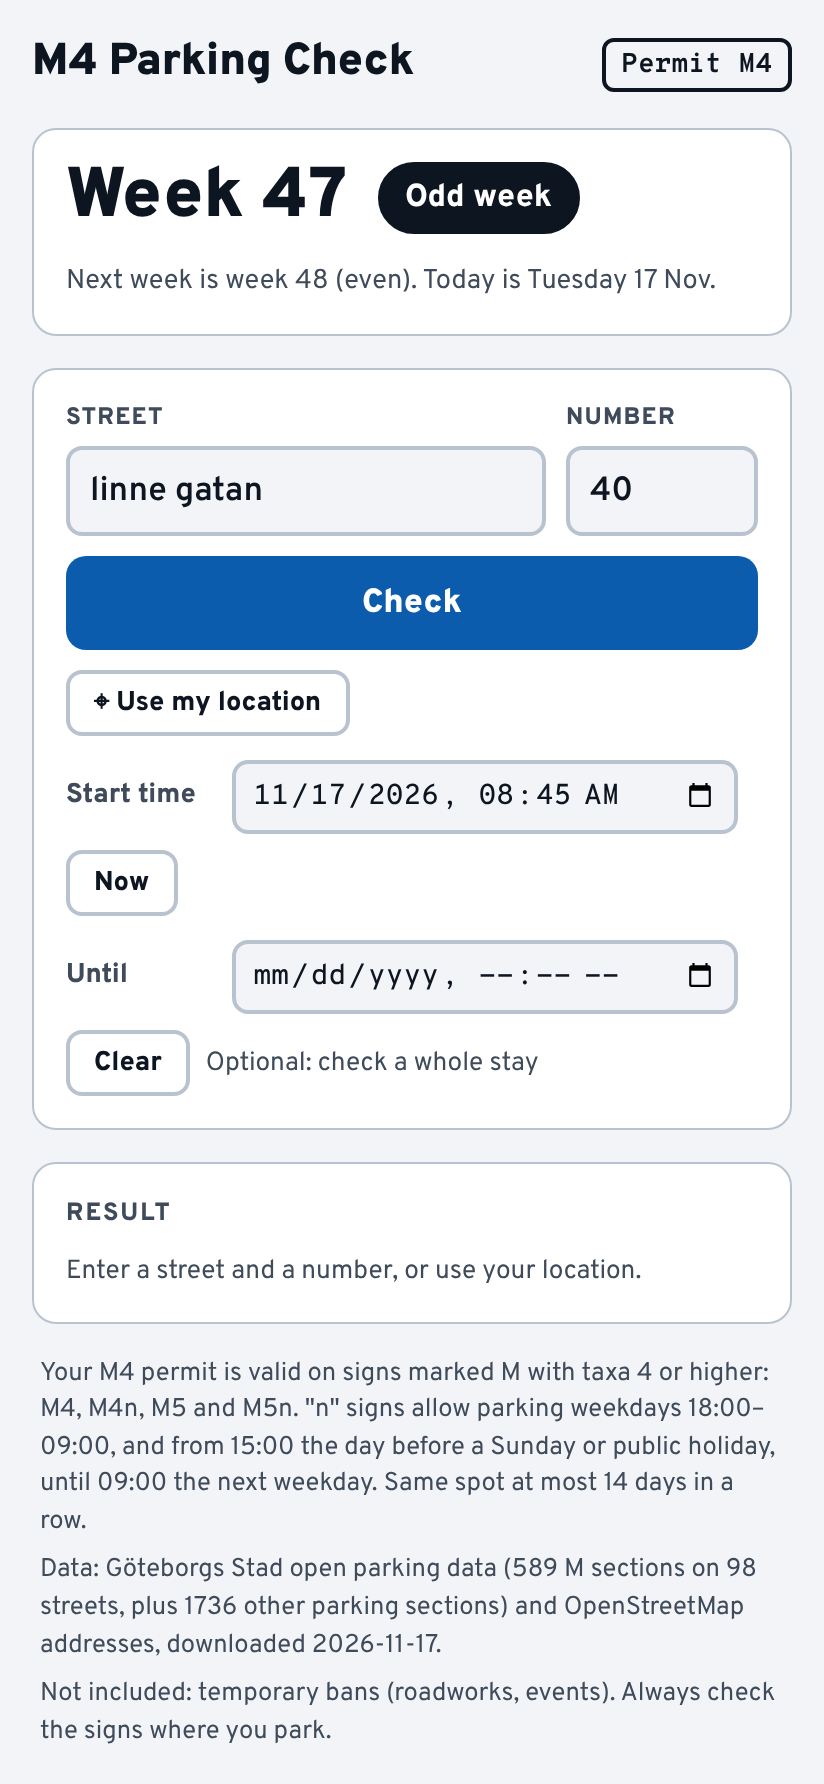 M4 Parking Check
Permit M4
Week 47
Odd week
Next week is week 48 (even). Today is Tuesday 17 Nov.
STREET
NUMBER
linne gatan
40
Check
⌖ Use my location
Start time
11/17/2026, 08:45 AM
Now
Until
mm/dd/yyyy, --:-- --
Clear
Optional: check a whole stay
RESULT
Enter a street and a number, or use your location.
Your M4 permit is valid on signs marked M with taxa 4 or higher:
M4, M4n, M5 and M5n. "n" signs allow parking weekdays 18:00–
09:00, and from 15:00 the day before a Sunday or public holiday,
until 09:00 the next weekday. Same spot at most 14 days in a
row.
Data: Göteborgs Stad open parking data (589 M sections on 98
streets, plus 1736 other parking sections) and OpenStreetMap
addresses, downloaded 2026-11-17.
Not included: temporary bans (roadworks, events). Always check
the signs where you park.